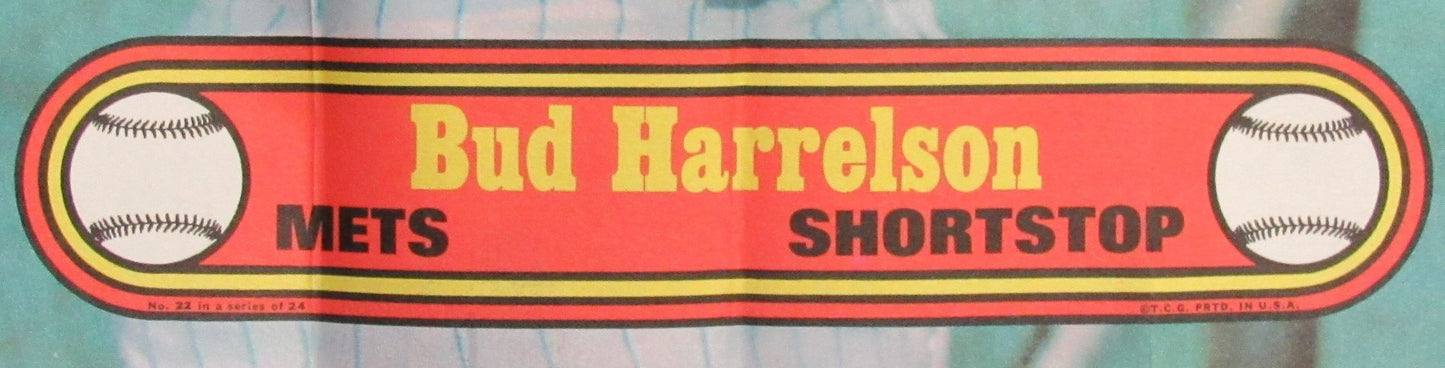 Bud Harrelson
METS SHORTSTOP
No. 22 in a series of 24 ©T.C.G. PRTD. IN U.S.A.